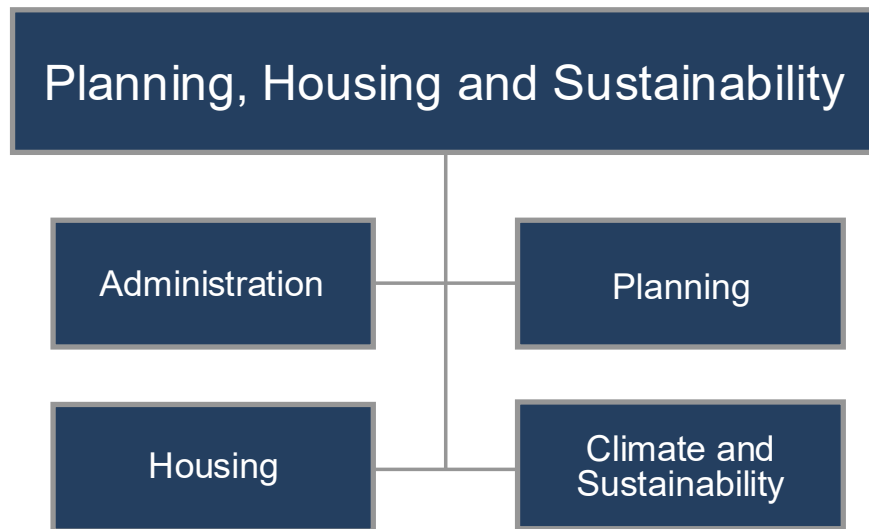 Planning, Housing and Sustainability
Administration
Planning
Housing
Climate and
Sustainability